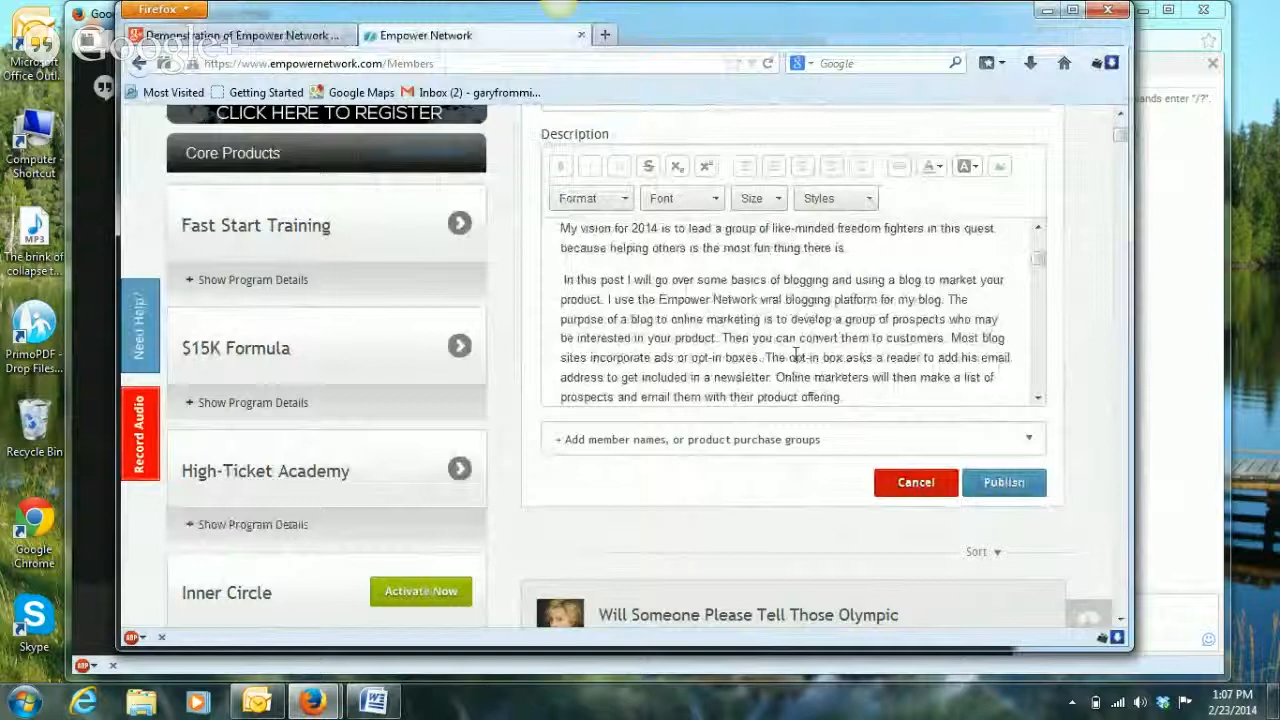 Firefox
Goo
Microsoft
Office Outl...
Google+
Demonstration of Empower Network ...
Empower Network
https://www.empowernetwork.com/Members
Google
Most Visited
Getting Started
Google Maps
Inbox (2) - garyfrommi...
mmands enter "/?".
CLICK HERE TO REGISTER
Core Products
Fast Start Training
+ Show Program Details
$15K Formula
+ Show Program Details
High-Ticket Academy
+ Show Program Details
Inner Circle
Activate Now
Need Help?
Record Audio
Computer -
Shortcut
MP3
The brink of
collapse t...
PrimoPDF -
Drop Files...
Recycle Bin
Google
Chrome
Skype
Description
Format
Font
Size
Styles
My vision for 2014 is to lead a group of like-minded freedom fighters in this quest
because helping others is the most fun thing there is.
In this post I will go over some basics of blogging and using a blog to market your
product. I use the Empower Network viral blogging platform for my blog. The
purpose of a blog to online marketing is to develop a group of prospects who may
be interested in your product. Then you can convert them to customers. Most blog
sites incorporate ads or opt-in boxes. The opt-in box asks a reader to add his email
address to get included in a newsletter. Online marketers will then make a list of
prospects and email them with their product offering.
+ Add member names, or product purchase groups
Cancel
Publish
Sort
Will Someone Please Tell Those Olympic
ABP
ABP
1:07 PM
2/23/2014